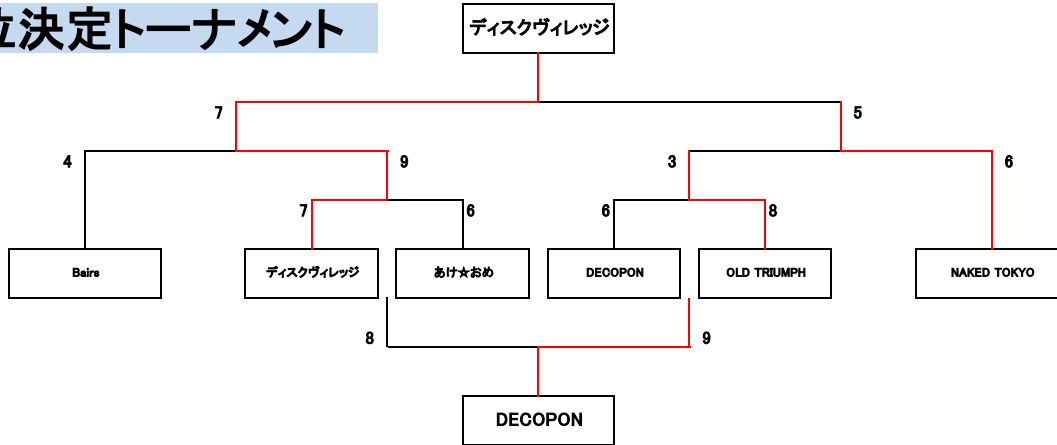 位決定トーナメント
ディスクヴィレッジ
7 5
4 9 3 6
7 6 6 8
Bairs ディスクヴィレッジ あけ☆おめ DECOPON OLD TRIUMPH NAKED TOKYO
8 9
DECOPON